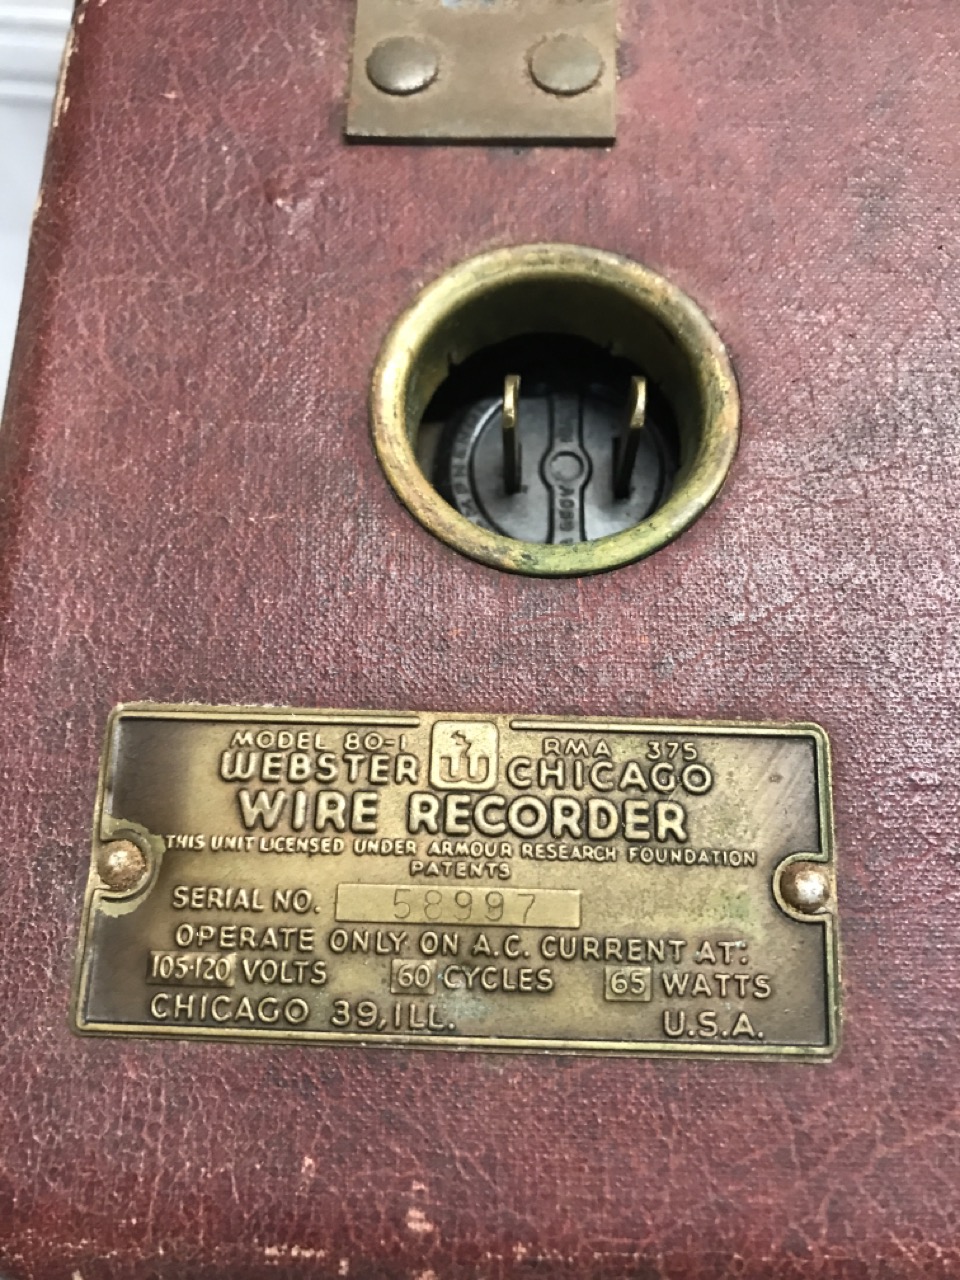 MODEL 80-1 W RMA 375
WEBSTER CHICAGO
WIRE RECORDER
THIS UNIT LICENSED UNDER ARMOUR RESEARCH FOUNDATION
PATENTS
SERIAL NO. 58997
OPERATE ONLY ON A.C. CURRENT AT:
105-120 VOLTS 60 CYCLES 65 WATTS
CHICAGO 39, ILL. U.S.A.